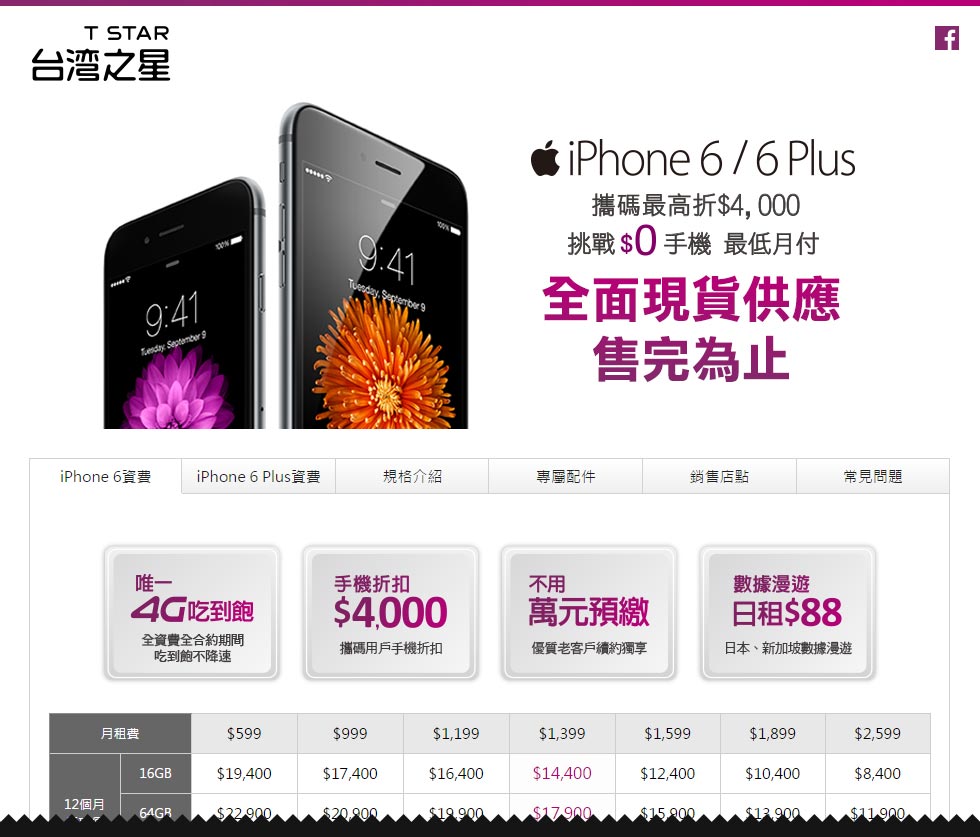 T STAR
台湾之星
iPhone 6 / 6 Plus
攜碼最高折$4,000
挑戰$0手機 最低月付
全面現貨供應
售完為止
100%
9:41
Tuesday, September 9
100%
9:41
Tuesday, September 9
iPhone 6資費 iPhone 6 Plus資費 規格介紹 專屬配件 銷售店點 常見問題
唯一
4G吃到飽
全資費全合約期間
吃到飽不降速
手機折扣
$4,000
攜碼用戶手機折扣
不用
萬元預繳
優質老客戶續約獨享
數據漫遊
日租$88
日本、新加坡數據漫遊
月租費 $599 $999 $1,199 $1,399 $1,599 $1,899 $2,599
16GB $19,400 $17,400 $16,400 $14,400 $12,400 $10,400 $8,400
12個月
64GB $22,900 $20,900 $19,900 $17,900 $15,900 $13,900 $11,900